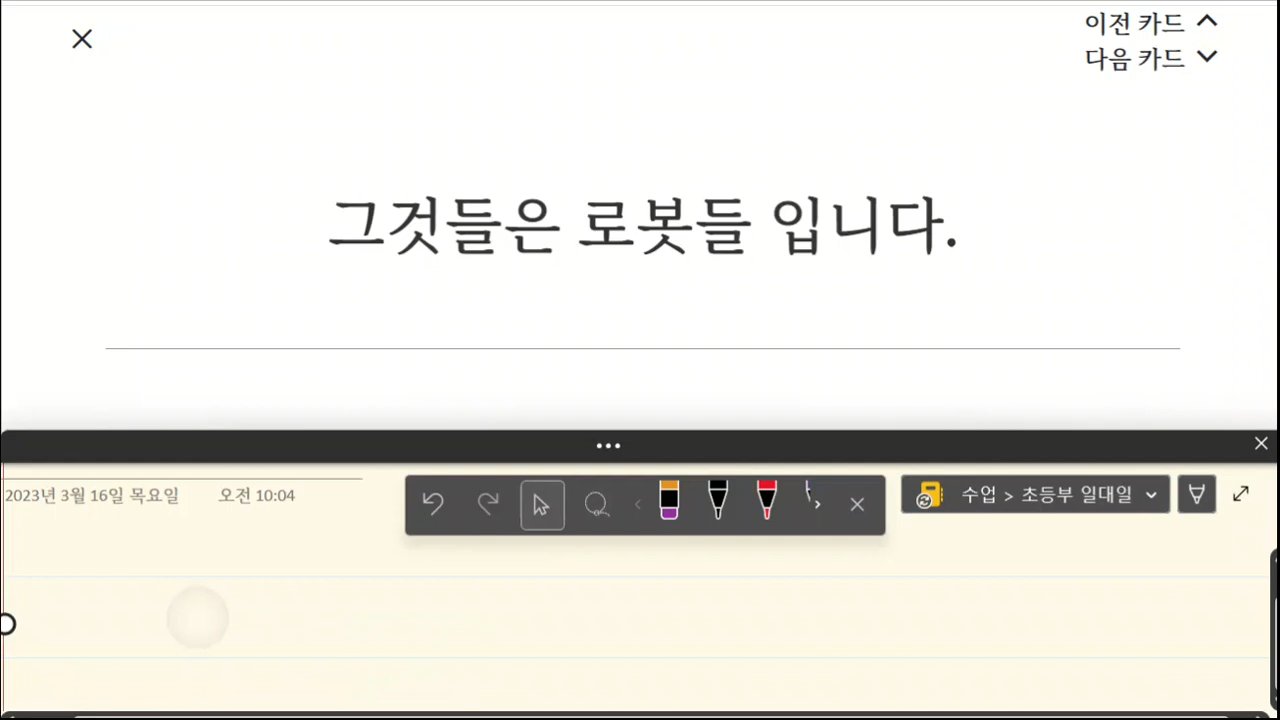 이전 카드
다음 카드
그것들은 로봇들 입니다.
2023년 3월 16일 목요일 오전 10:04
수업 > 초등부 일대일